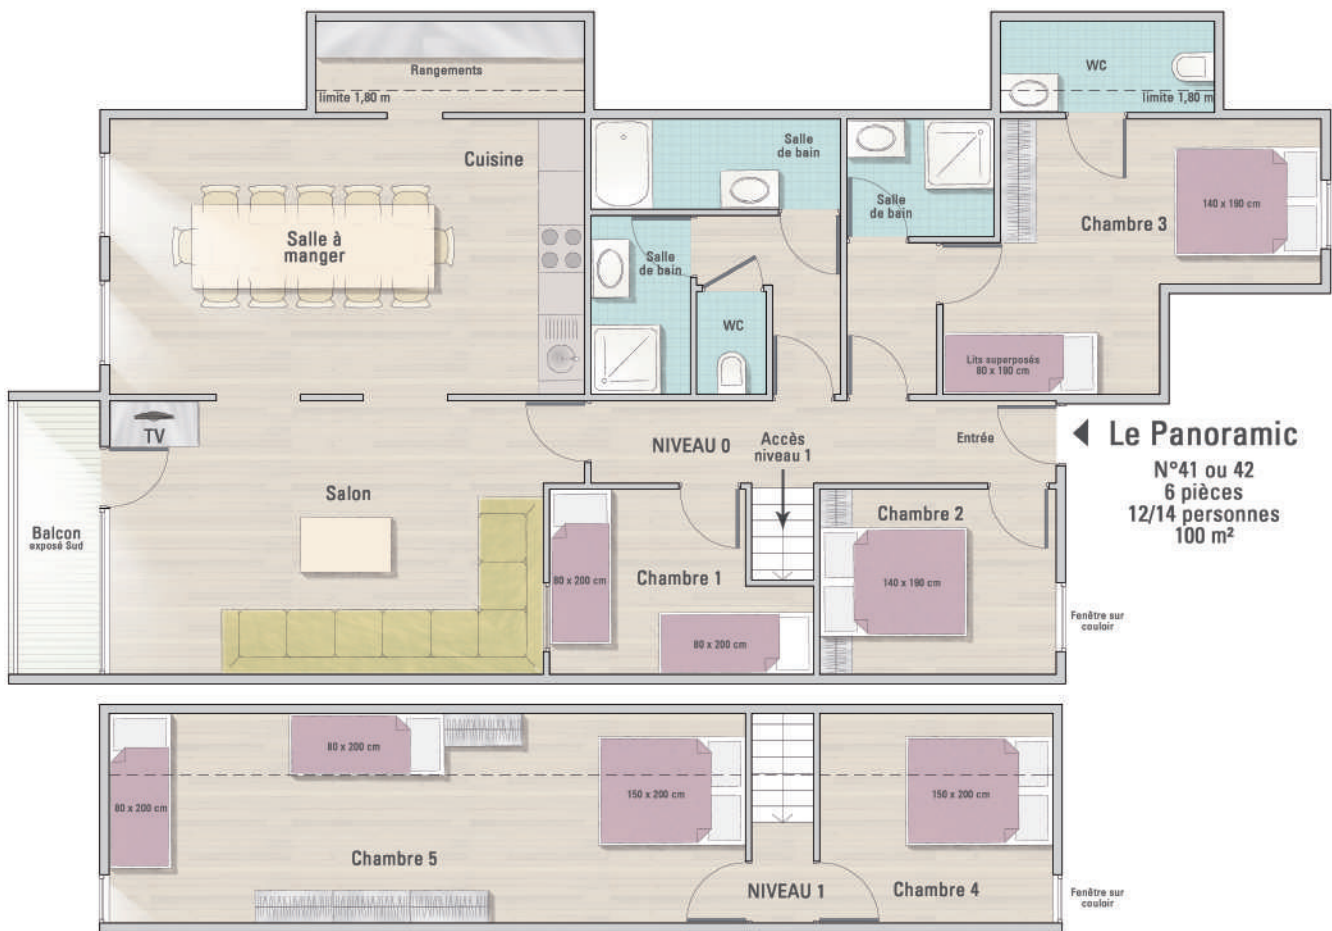 Rangements
limite 1,80 m
WC
limite 1,80 m
Cuisine
Salle
de bain
Salle
de bain
Chambre 3
140 x 190 cm
Salle à
manger
Salle
de bain
WC
Lits superposés
80 x 190 cm
TV
NIVEAU 0
Accès
niveau 1
Entrée
Le Panoramic
N°41 ou 42
6 pièces
12/14 personnes
100 m²
Salon
Balcon
exposé Sud
80 x 200 cm
Chambre 1
80 x 200 cm
Chambre 2
140 x 190 cm
Fenêtre sur
couloir
80 x 200 cm
80 x 200 cm
150 x 200 cm
150 x 200 cm
Chambre 5
NIVEAU 1
Chambre 4
Fenêtre sur
couloir